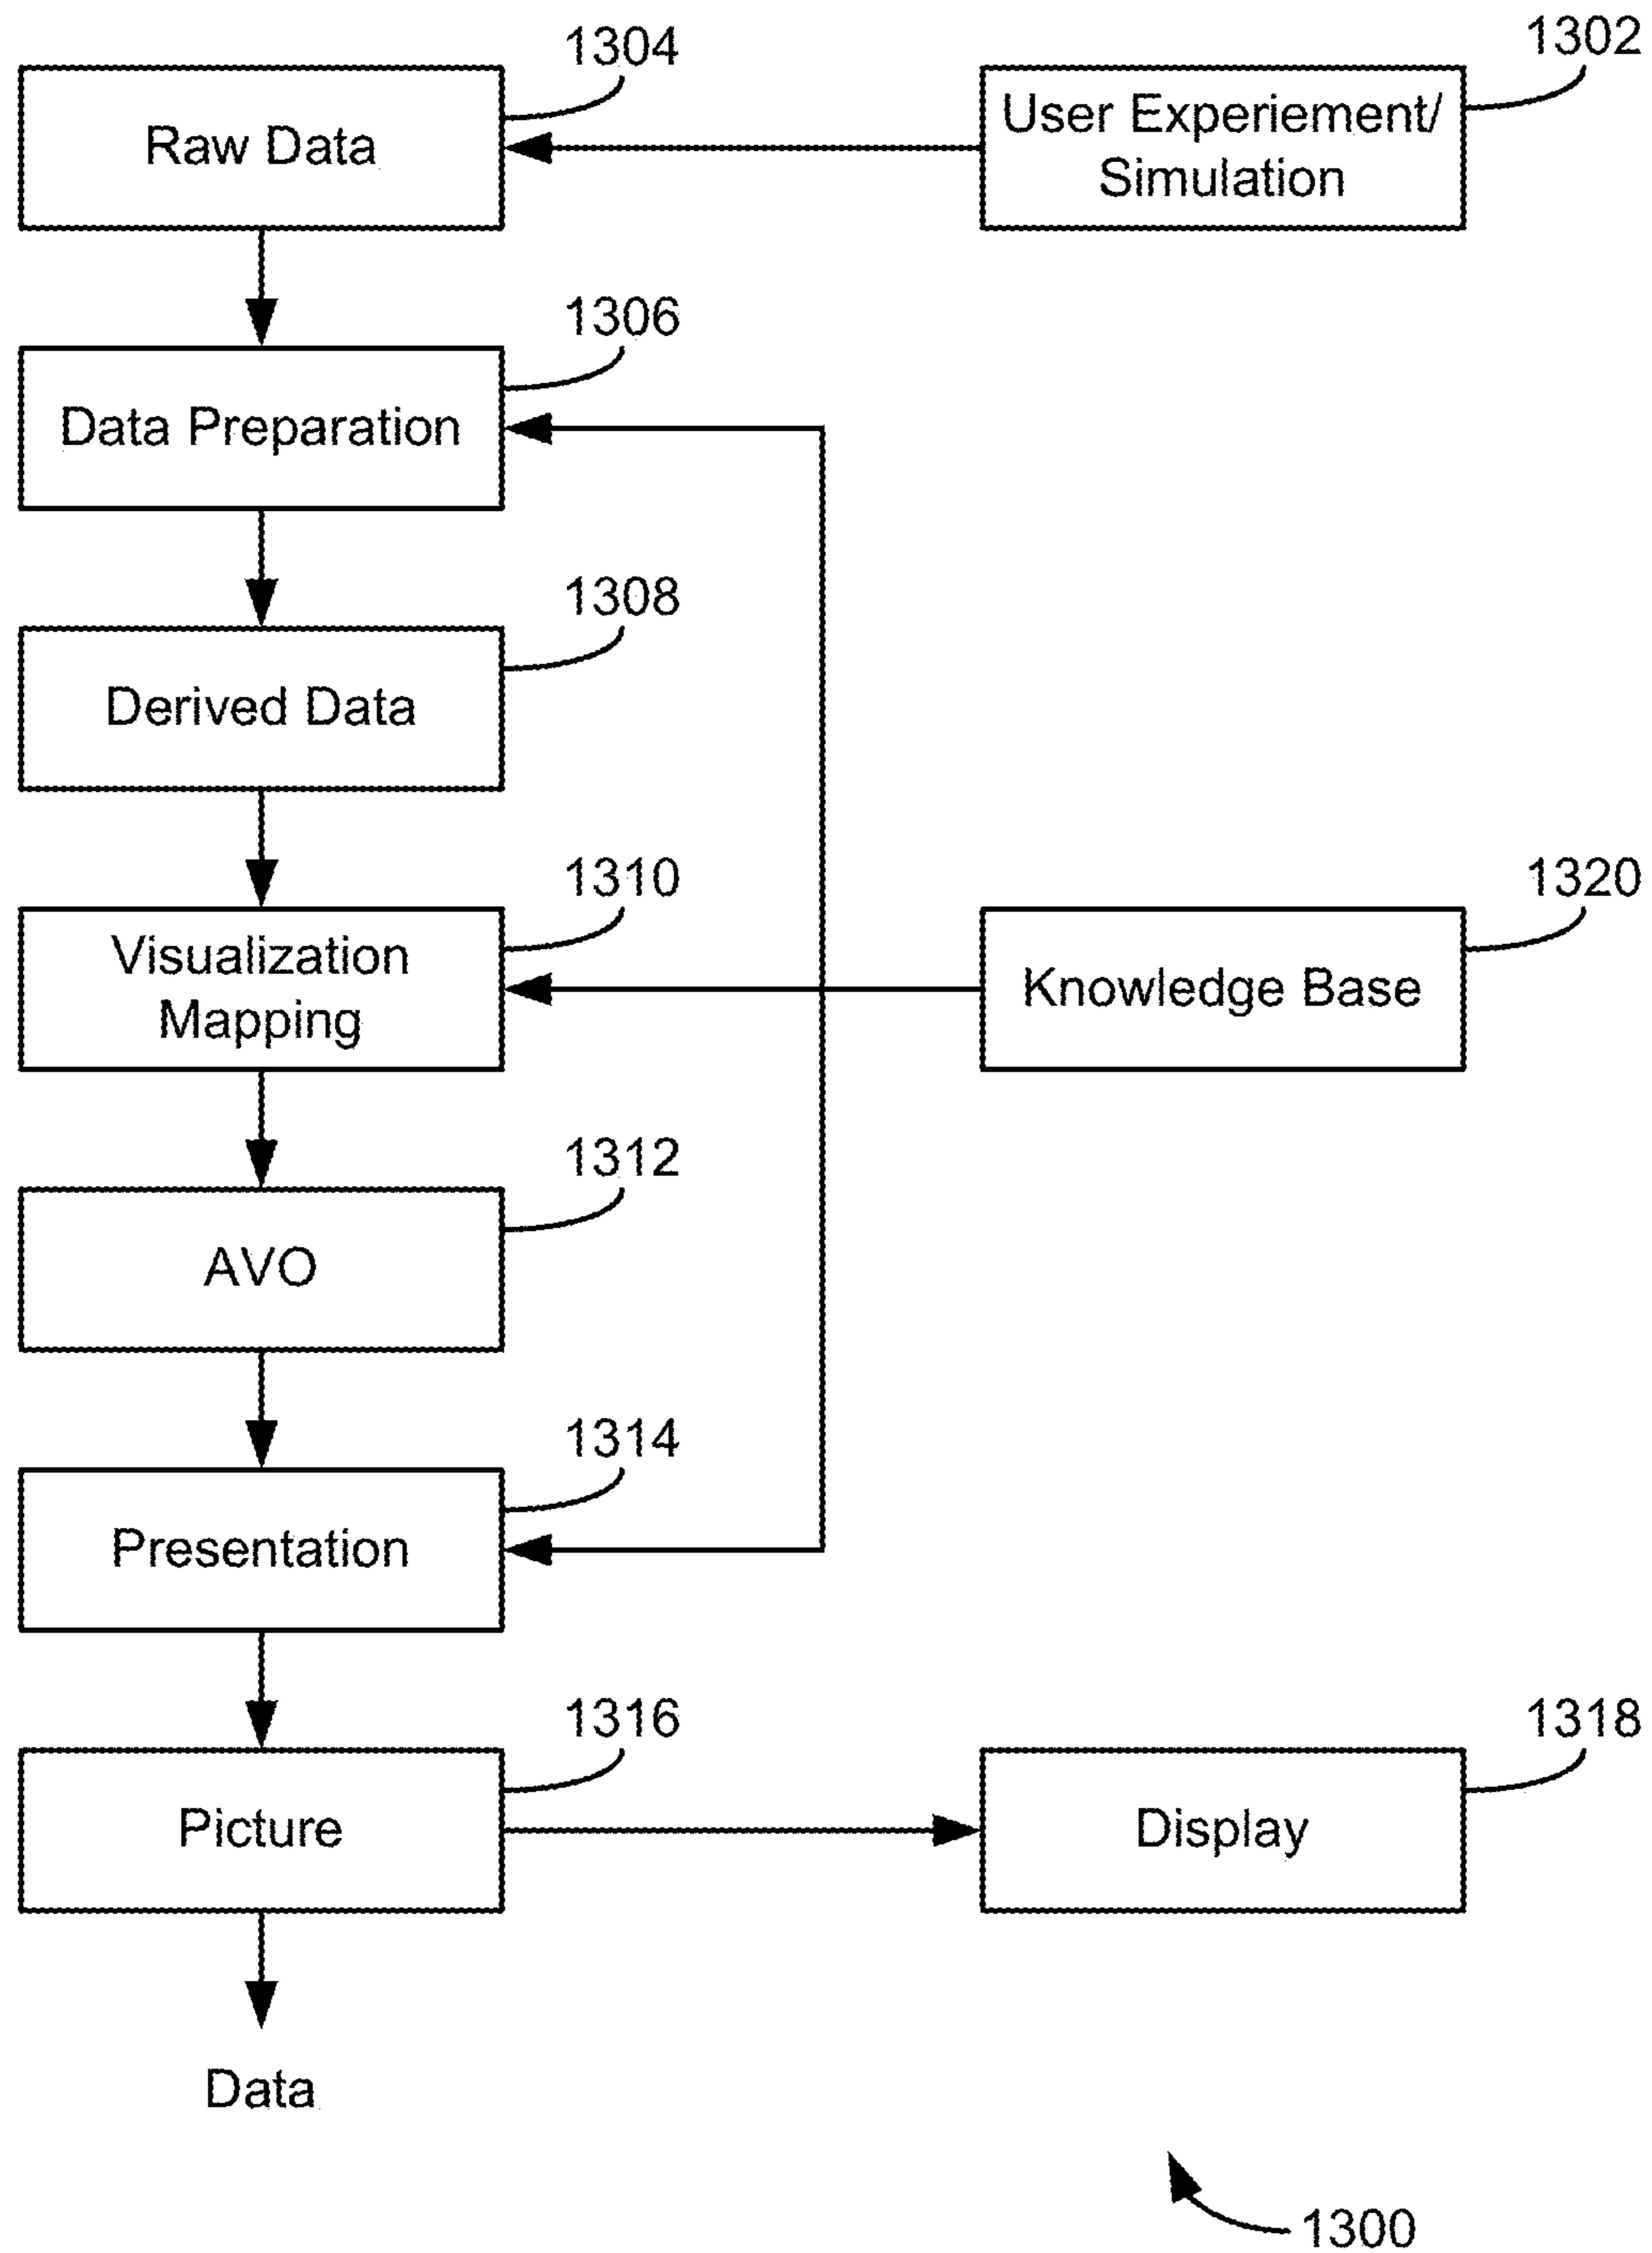 1304
1302
Raw Data
User Experiement/
Simulation
1306
Data Preparation
1308
Derived Data
1310
1320
Visualization
Mapping
Knowledge Base
1312
AVO
1314
Presentation
1316
1318
Picture
Display
Data
1300